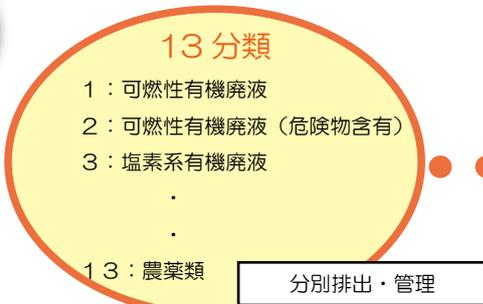 13分類
1：可燃性有機廃液
2：可燃性有機廃液（危険物含有）
3：塩素系有機廃液
・
・
13：農薬類
分別排出・管理